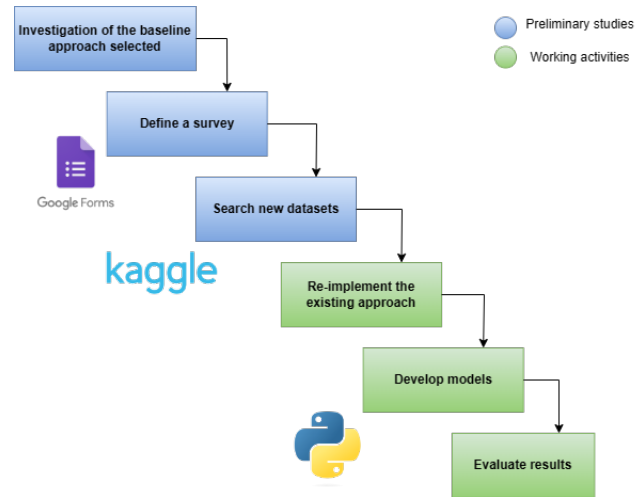 Investigation of the baseline
approach selected
Preliminary studies
Working activities
Define a survey
Google Forms
Search new datasets
kaggle
Re-implement the
existing approach
Develop models
Evaluate results